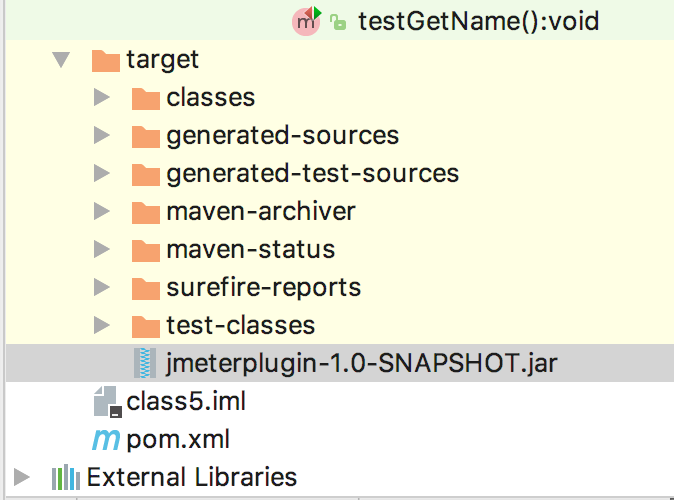 testGetName():void
target
classes
generated-sources
generated-test-sources
maven-archiver
maven-status
surefire-reports
test-classes
jmeterplugin-1.0-SNAPSHOT.jar
class5.iml
pom.xml
External Libraries